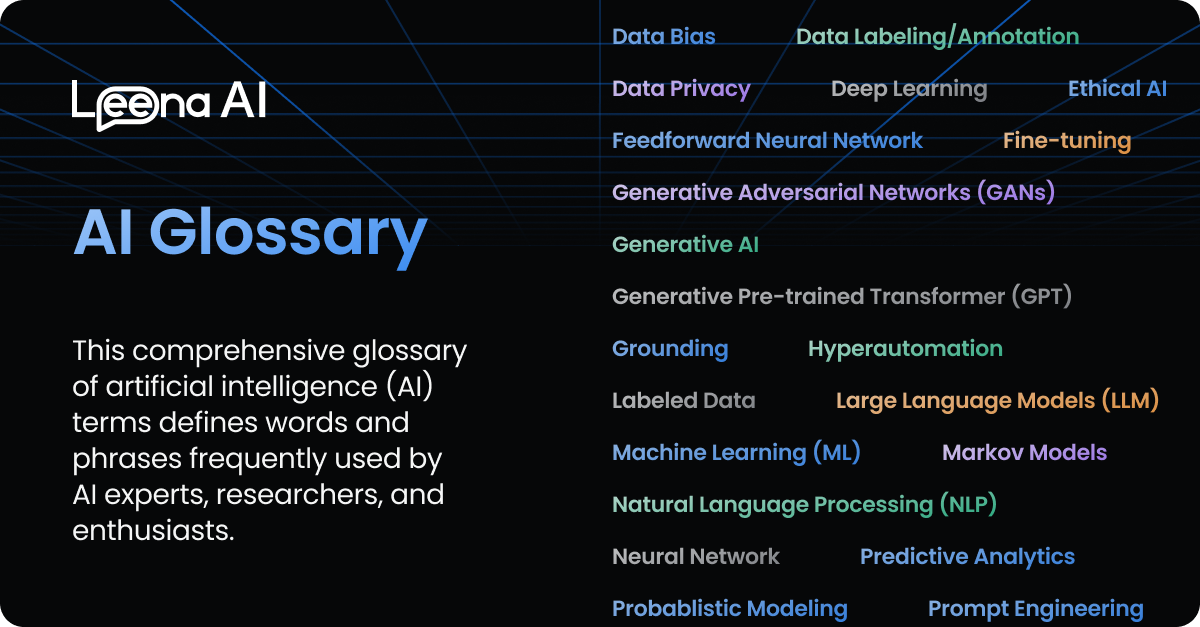 Leena AI
AI Glossary
This comprehensive glossary
of artificial intelligence (AI)
terms defines words and
phrases frequently used by
AI experts, researchers, and
enthusiasts.
Data Bias Data Labeling/Annotation
Data Privacy Deep Learning Ethical AI
Feedforward Neural Network Fine-tuning
Generative Adversarial Networks (GANs)
Generative AI
Generative Pre-trained Transformer (GPT)
Grounding Hyperautomation
Labeled Data Large Language Models (LLM)
Machine Learning (ML) Markov Models
Natural Language Processing (NLP)
Neural Network Predictive Analytics
Probablistic Modeling Prompt Engineering